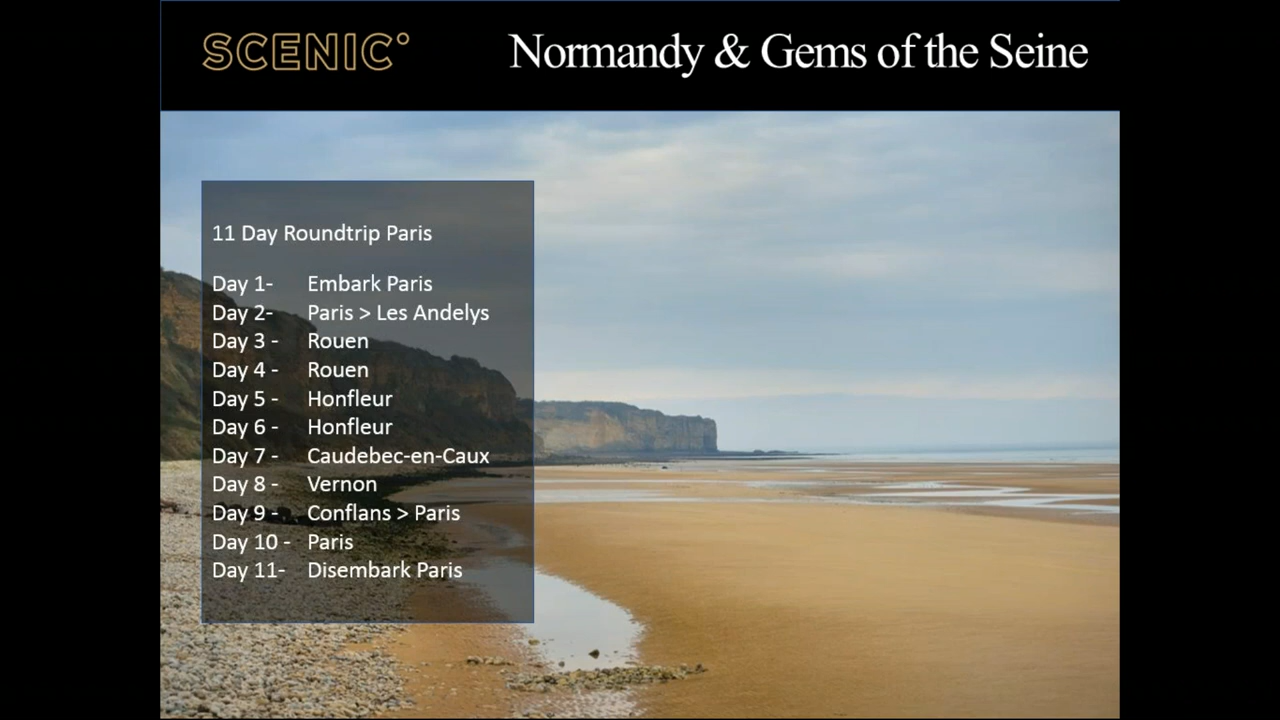 SCENIC°
Normandy & Gems of the Seine
11 Day Roundtrip Paris
Day 1- Embark Paris
Day 2- Paris > Les Andelys
Day 3 - Rouen
Day 4 - Rouen
Day 5 - Honfleur
Day 6 - Honfleur
Day 7 - Caudebec-en-Caux
Day 8 - Vernon
Day 9 - Conflans > Paris
Day 10 - Paris
Day 11- Disembark Paris